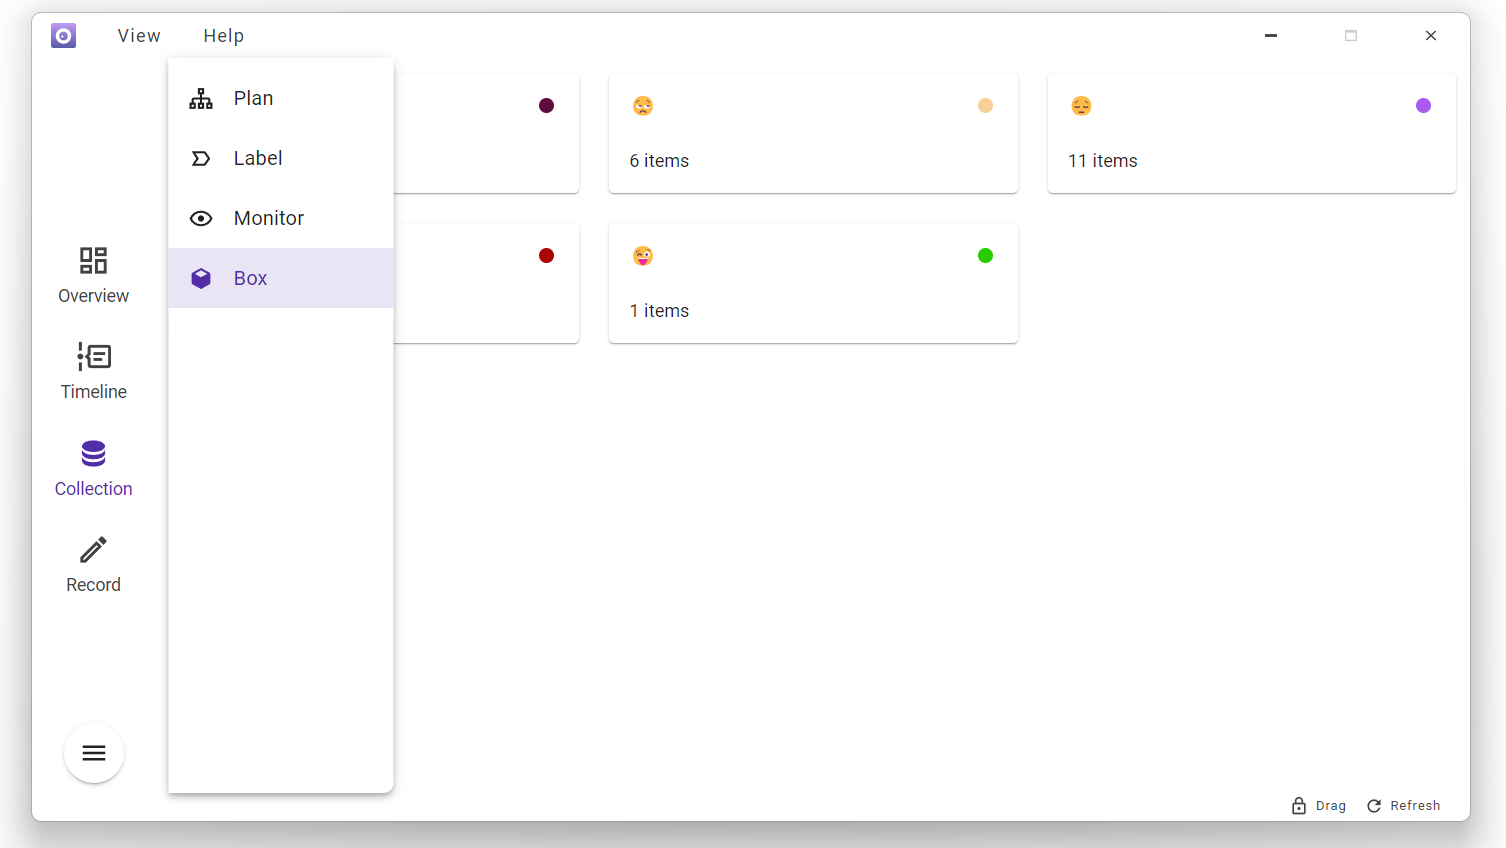 View Help
Plan
Label
Monitor
Box
6 items
11 items
1 items
Overview
Timeline
Collection
Record
Drag Refresh